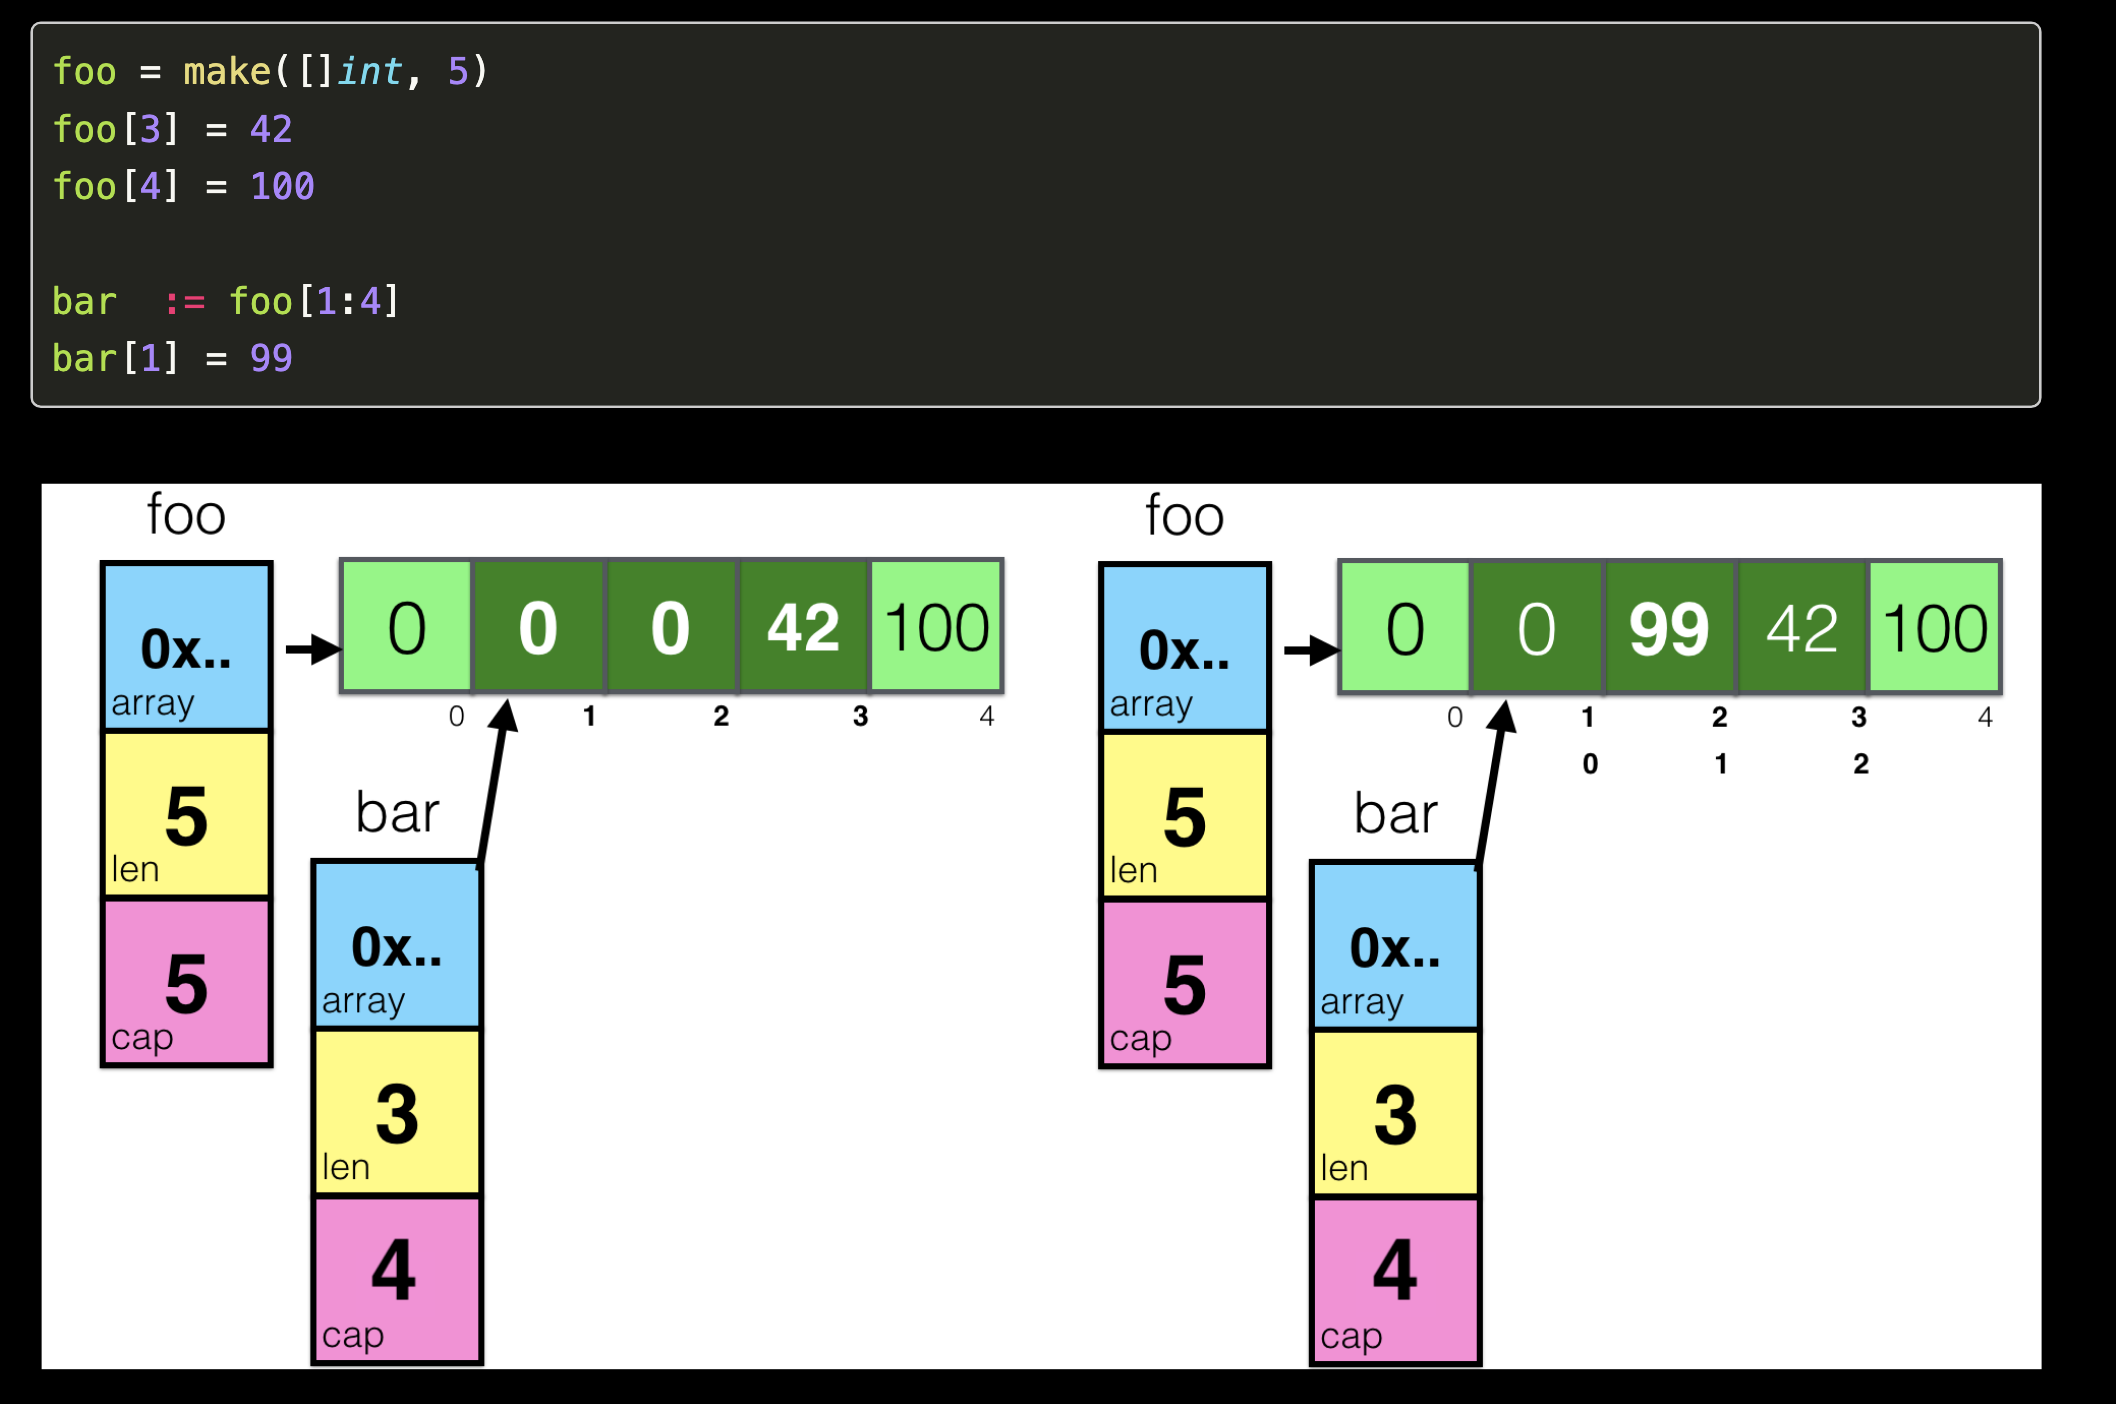 foo = make([]int, 5)
foo[3] = 42
foo[4] = 100
bar  := foo[1:4]
bar[1] = 99
foo
0x..
array
5
len
5
cap
0 0 0 42 100
0 1 2 3 4
bar
0x..
array
3
len
4
cap
foo
0x..
array
5
len
5
cap
0 0 99 42 100
0 1 2 3 4
0 1 2
bar
0x..
array
3
len
4
cap